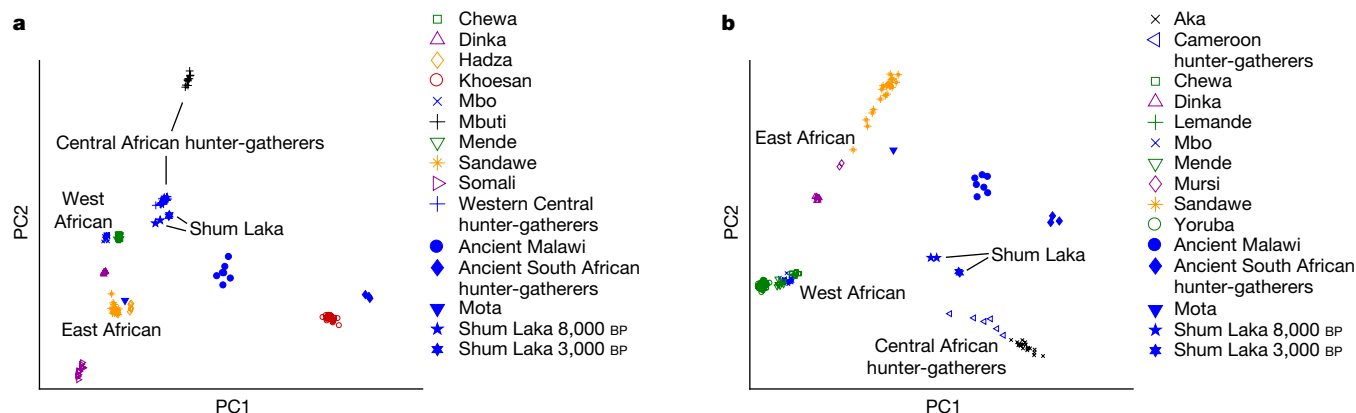 a
Central African hunter-gatherers
West
African
Shum Laka
East African
PC2
PC1
Chewa
Dinka
Hadza
Khoesan
Mbo
Mbuti
Mende
Sandawe
Somali
Western Central
hunter-gatherers
Ancient Malawi
Ancient South African
hunter-gatherers
Mota
Shum Laka 8,000 BP
Shum Laka 3,000 BP
b
East African
Shum Laka
West African
Central African
hunter-gatherers
PC2
PC1
Aka
Cameroon
hunter-gatherers
Chewa
Dinka
Lemande
Mbo
Mende
Mursi
Sandawe
Yoruba
Ancient Malawi
Ancient South African
hunter-gatherers
Mota
Shum Laka 8,000 BP
Shum Laka 3,000 BP